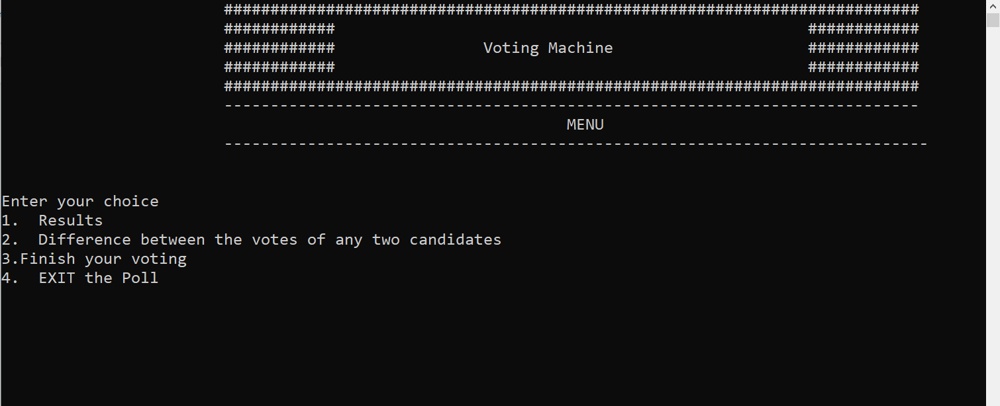 ###########################################################################
############                                                   ############
############                Voting Machine                     ############
############                                                   ############
###########################################################################
---------------------------------------------------------------------------
MENU
----------------------------------------------------------------------------
Enter your choice
1.  Results
2.  Difference between the votes of any two candidates
3.Finish your voting
4.  EXIT the Poll